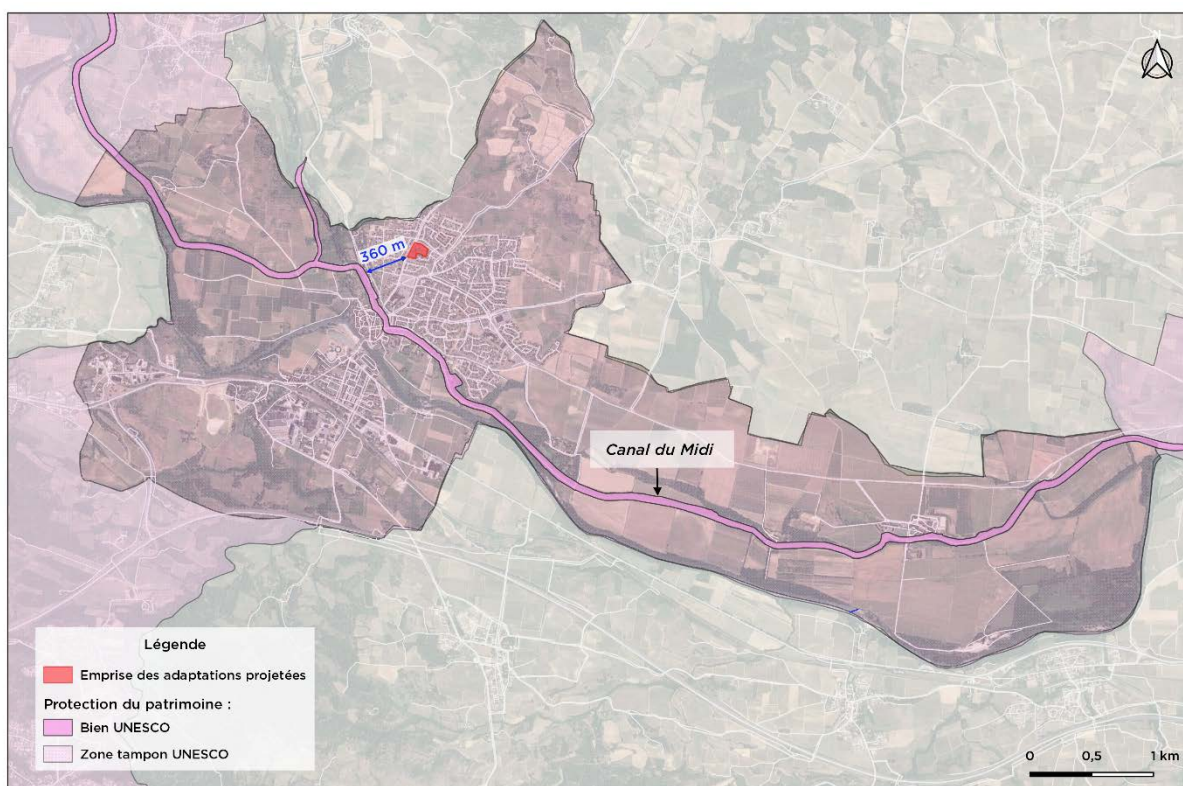 N
360 m
Canal du Midi
Légende
Emprise des adaptations projetées
Protection du patrimoine :
Bien UNESCO
Zone tampon UNESCO
0 0,5 1 km